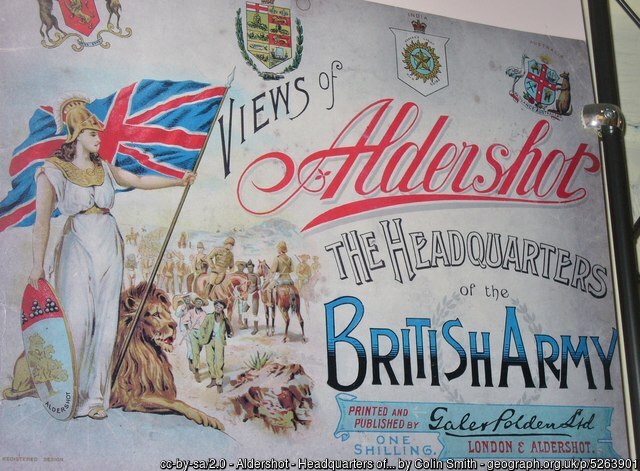 INDIA
AUSTRALIA
VIEWS of
Aldershot
THE HEADQUARTERS
of the
BRITISH ARMY
PRINTED AND
PUBLISHED BY
Gale & Polden Ltd
ONE
SHILLING.
LONDON & ALDERSHOT.
ALDERSHOT
REGISTERED DESIGN.
cc-by-sa/2.0 - Aldershot - Headquarters of... by Colin Smith - geograph.org.uk/p/5263901